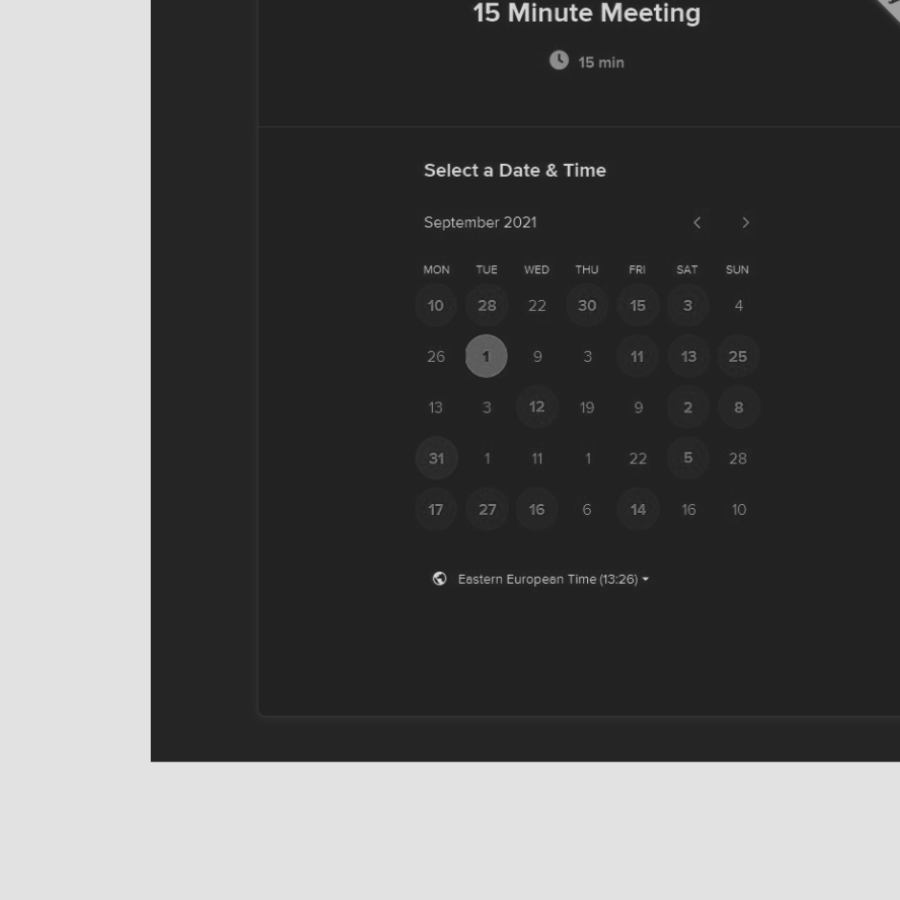 15 Minute Meeting
15 min
Select a Date & Time
September 2021
MON TUE WED THU FRI SAT SUN
10 28 22 30 15 3 4
26 1 9 3 11 13 25
13 3 12 19 9 2 8
31 1 11 1 22 5 28
17 27 16 6 14 16 10
Eastern European Time (13:26)